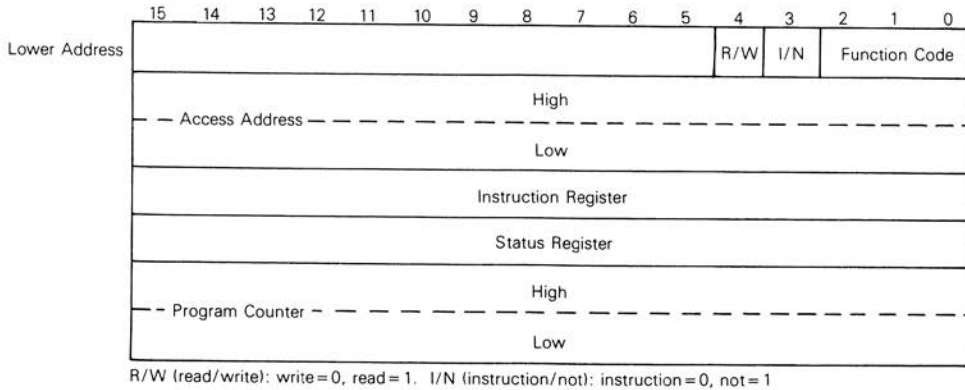 15 14 13 12 11 10 9 8 7 6 5 4 3 2 1 0
Lower Address R/W I/N Function Code
High
Access Address
Low
Instruction Register
Status Register
High
Program Counter
Low
R/W (read/write): write=0, read=1. I/N (instruction/not): instruction=0, not=1